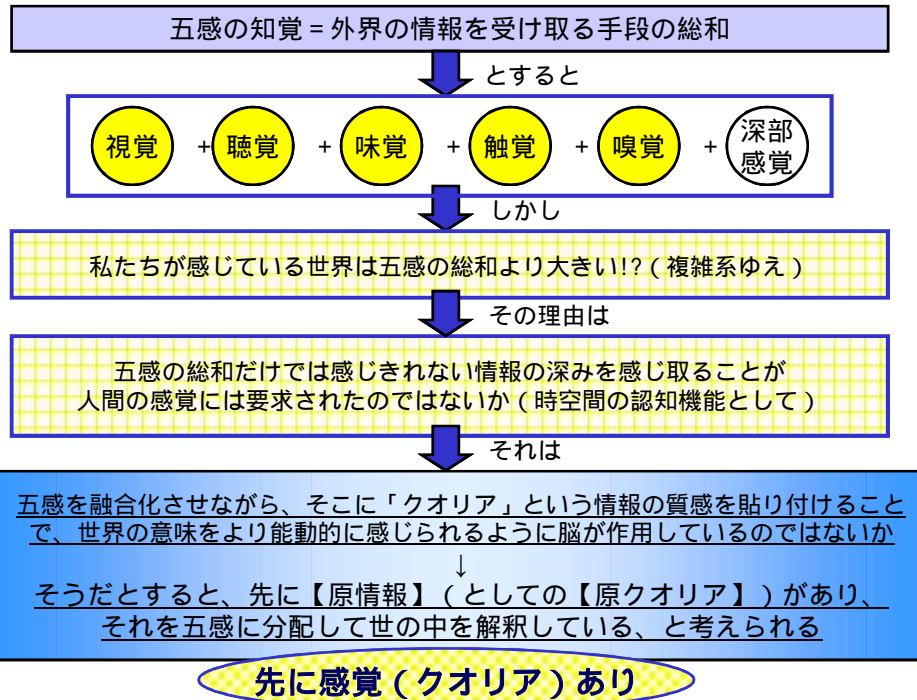 五感の知覚 = 外界の情報を受け取る手段の総和
とすると
視覚 + 聴覚 + 味覚 + 触覚 + 嗅覚 + 深部感覚
しかし
私たちが感じている世界は五感の総和より大きい!?(複雑系ゆえ)
その理由は
五感の総和だけでは感じきれない情報の深みを感じ取ることが
人間の感覚には要求されたのではないか(時空間の認知機能として)
それは
五感を融合化させながら、そこに「クオリア」という情報の質感を貼り付けること
で、世界の意味をより能動的に感じられるように脳が作用しているのではないか
↓
そうだとすると、先に【原情報】(としての【原クオリア】)があり、
それを五感に分配して世の中を解釈している、と考えられる
先に感覚(クオリア)あり